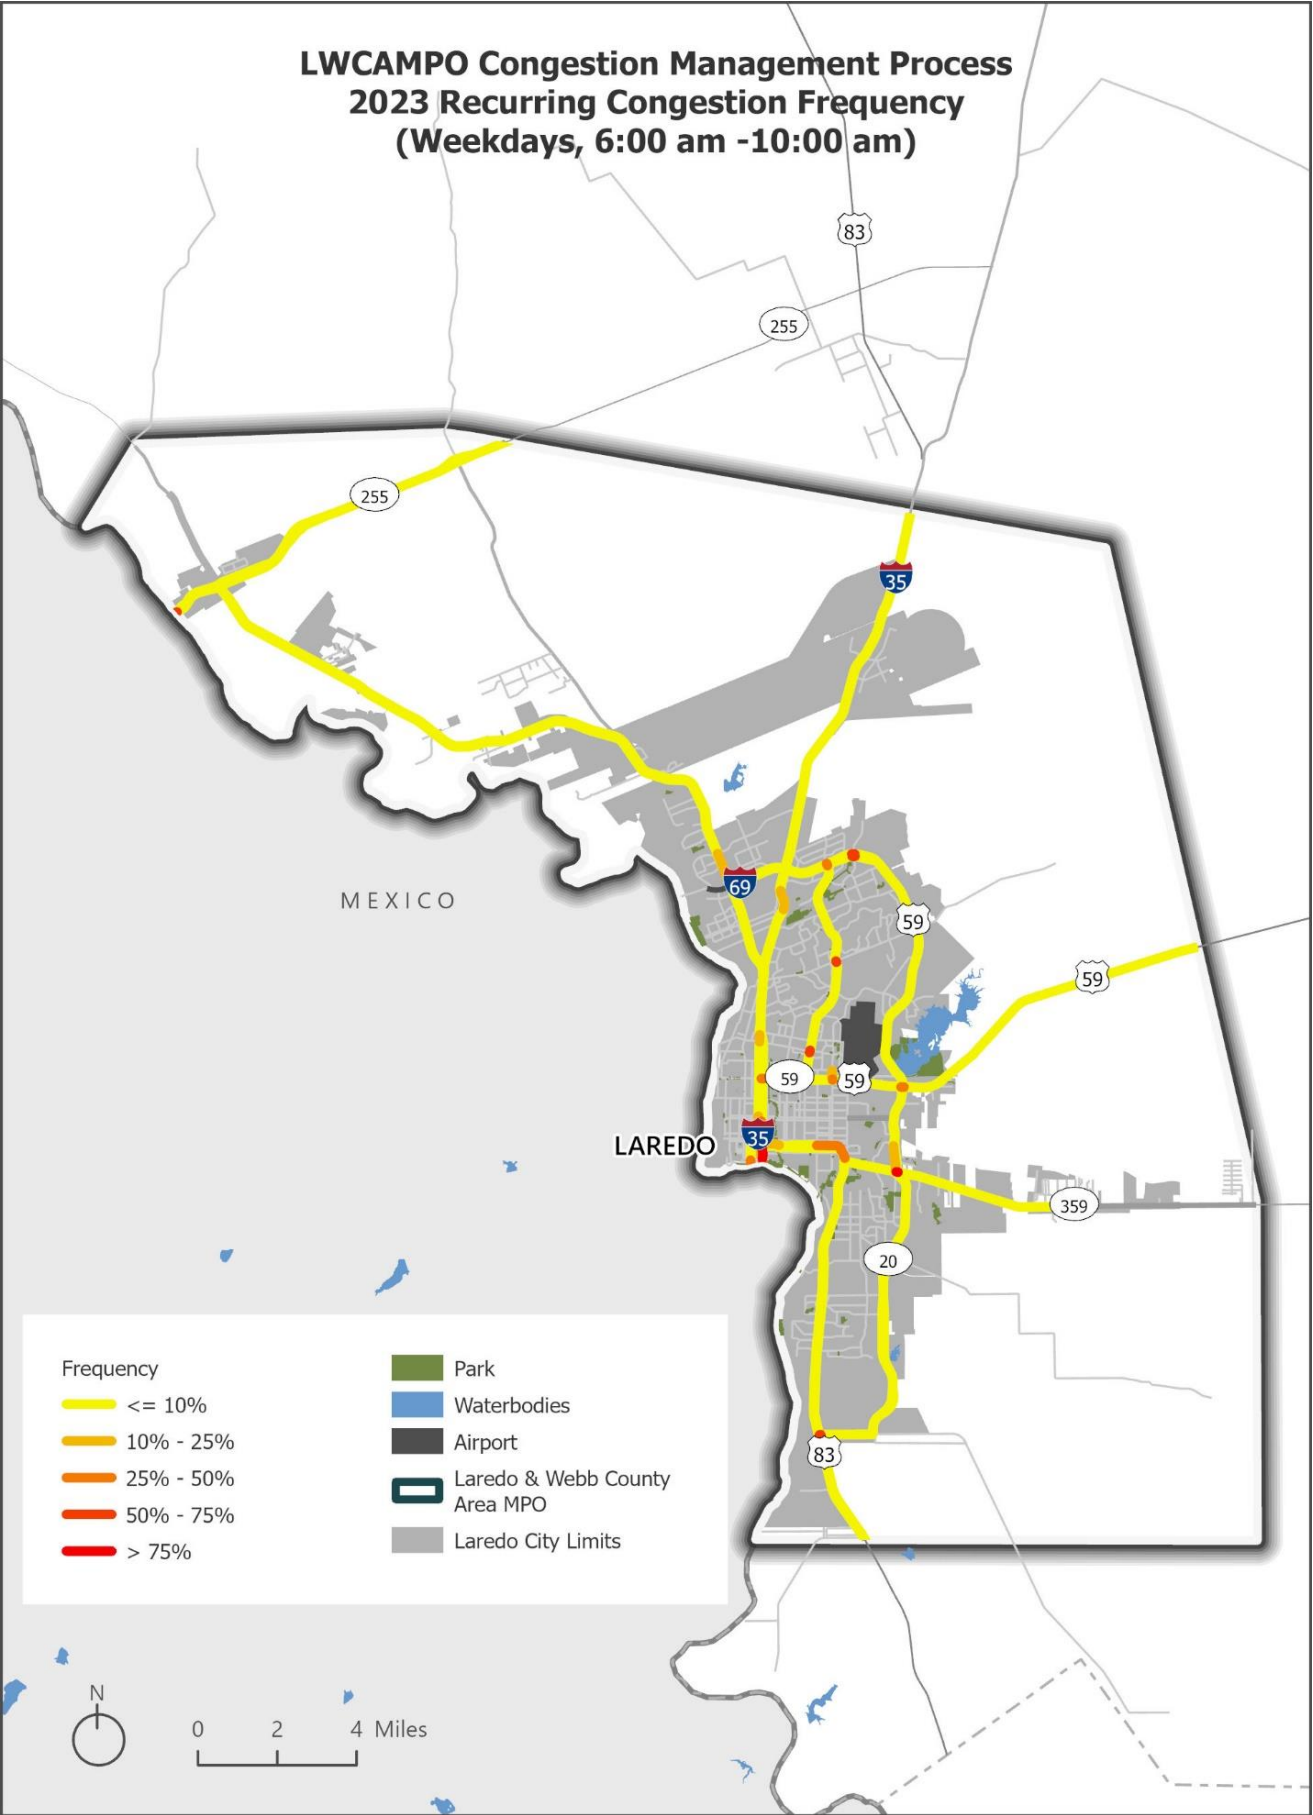 LWCAMPO Congestion Management Process
2023 Recurring Congestion Frequency
(Weekdays, 6:00 am -10:00 am)
83
255
255
35
69
59
59
MEXICO
59
59
35
LAREDO
359
20
83
Frequency
<= 10%
10% - 25%
25% - 50%
50% - 75%
> 75%
Park
Waterbodies
Airport
Laredo & Webb County
Area MPO
Laredo City Limits
N
0 2 4 Miles